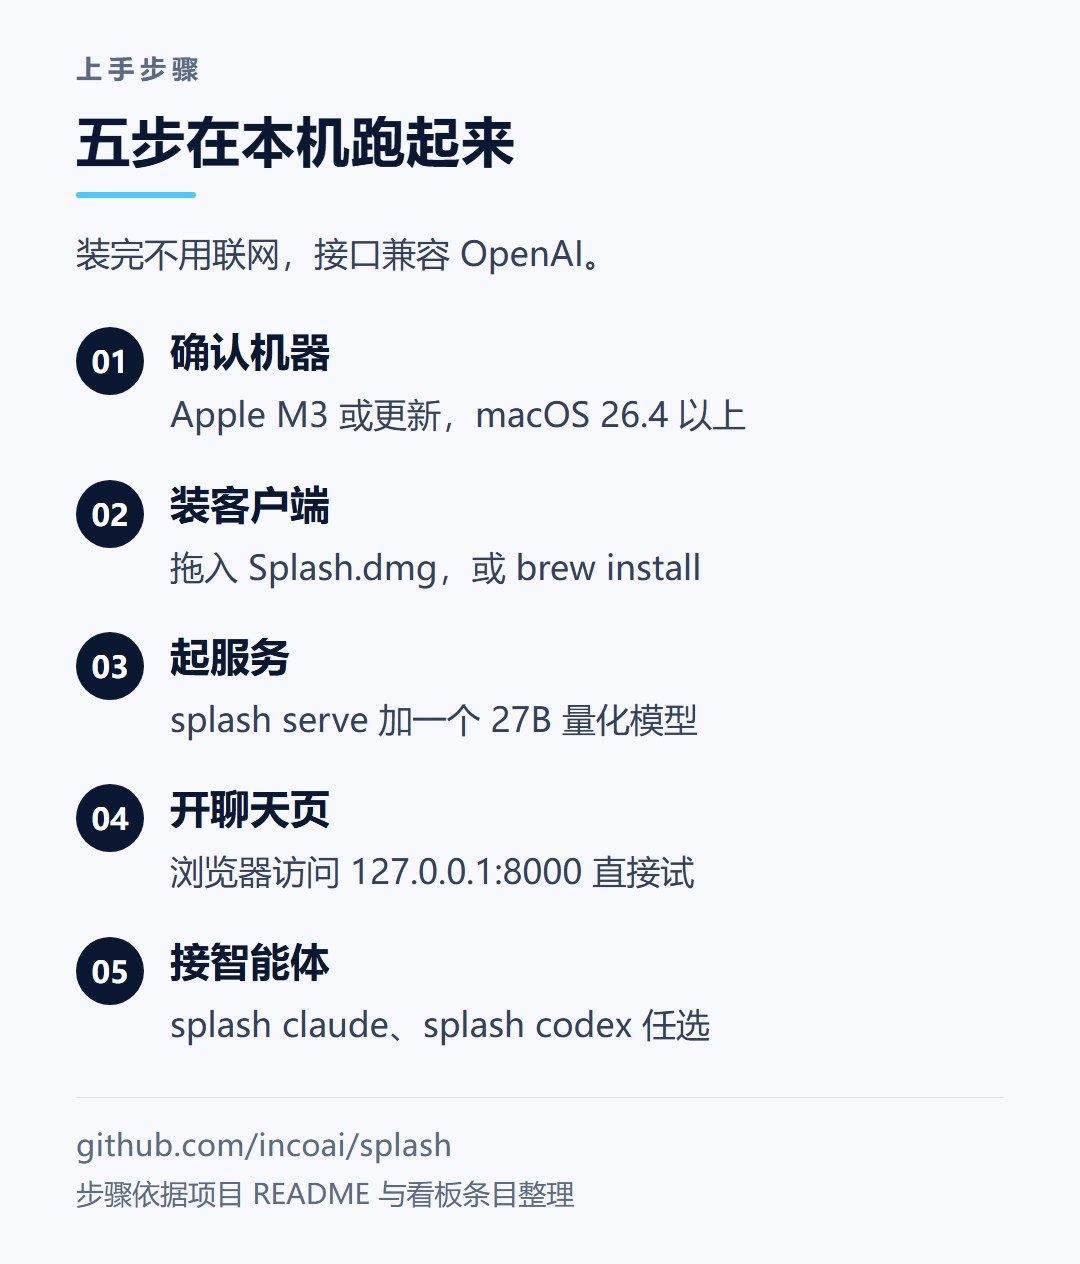 上手步骤
五步在本机跑起来
装完不用联网，接口兼容 OpenAI。
01
确认机器
Apple M3 或更新，macOS 26.4 以上
02
装客户端
拖入 Splash.dmg，或 brew install
03
起服务
splash serve 加一个 27B 量化模型
04
开聊天页
浏览器访问 127.0.0.1:8000 直接试
05
接智能体
splash claude、splash codex 任选
github.com/incoai/splash
步骤依据项目 README 与看板条目整理